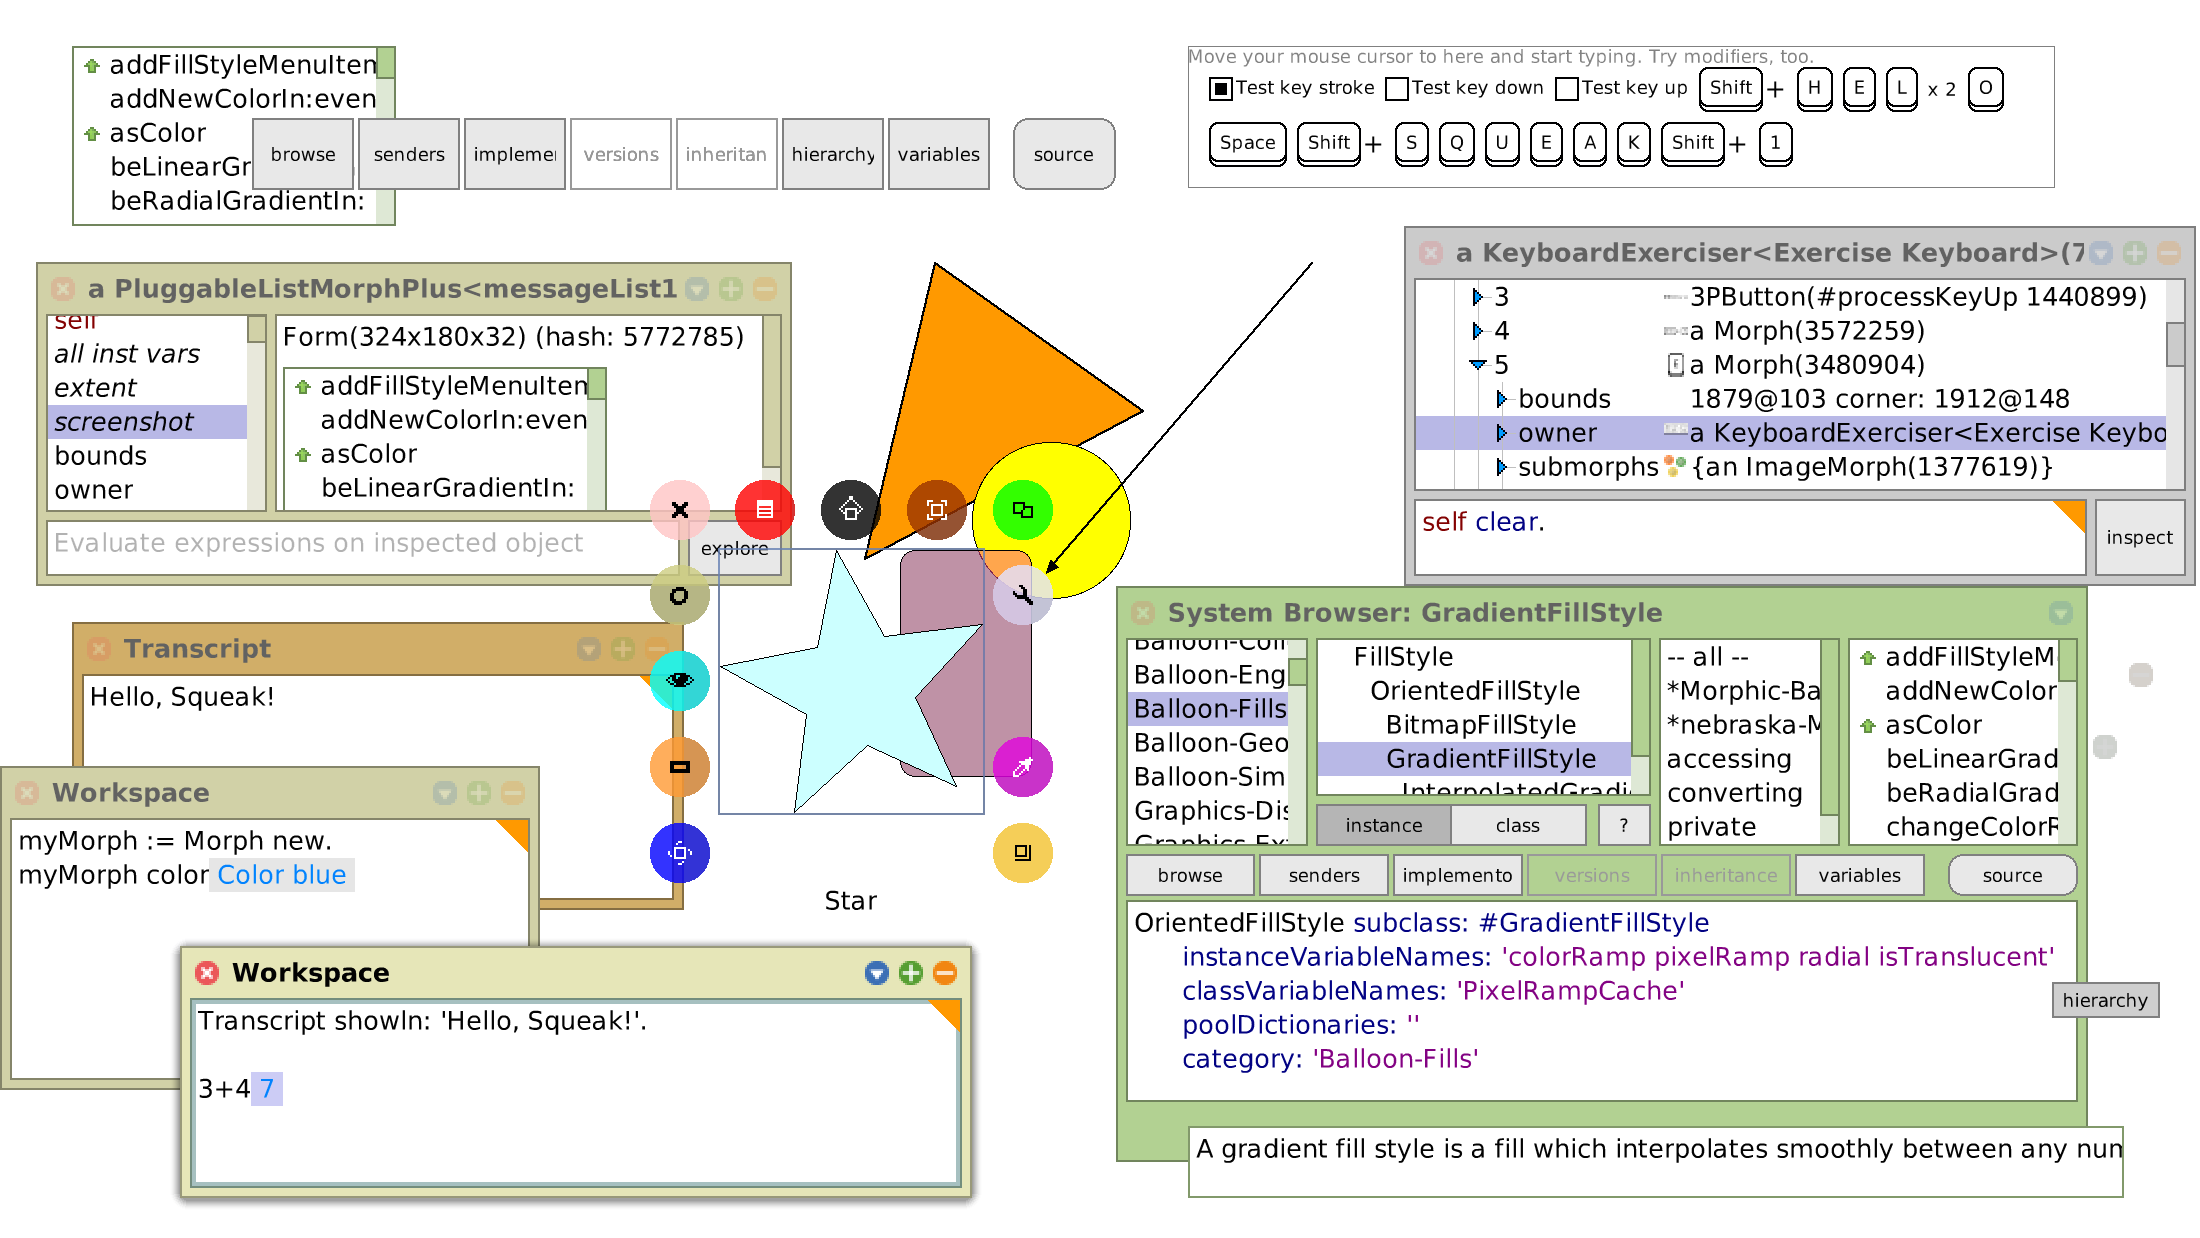 addFillStyleMenuItem
addNewColorIn:even
asColor
beLinearGr
beRadialGradientIn:
browse senders implemen versions inheritan hierarchy variables source
Move your mouse cursor to here and start typing. Try modifiers, too.
Test key stroke Test key down Test key up Shift + H E L x 2 O
Space Shift + S Q U E A K Shift + 1
a PluggableListMorphPlus<messageList1
self
all inst vars
extent
screenshot
bounds
owner
Form(324x180x32) (hash: 5772785)
addFillStyleMenuItem
addNewColorIn:even
asColor
beLinearGradientIn:
Evaluate expressions on inspected object
explore
a KeyboardExerciser<Exercise Keyboard>(7
3 3PButton(#processKeyUp 1440899)
4 a Morph(3572259)
5 a Morph(3480904)
bounds 1879@103 corner: 1912@148
owner a KeyboardExerciser<Exercise Keybo
submorphs {an ImageMorph(1377619)}
self clear.
inspect
Transcript
Hello, Squeak!
Workspace
myMorph := Morph new.
myMorph color Color blue
Star
Workspace
Transcript showln: 'Hello, Squeak!'.
3+4 7
System Browser: GradientFillStyle
Balloon-Coll
Balloon-Eng
Balloon-Fills
Balloon-Geo
Balloon-Sim
Graphics-Dis
Graphics-Ext
FillStyle
OrientedFillStyle
BitmapFillStyle
GradientFillStyle
InterpolatedGradi
instance class ?
-- all --
*Morphic-Ba
*nebraska-M
accessing
converting
private
addFillStyleM
addNewColor
asColor
beLinearGrad
beRadialGrad
changeColorR
browse senders implemento versions inheritance variables source
OrientedFillStyle subclass: #GradientFillStyle
instanceVariableNames: 'colorRamp pixelRamp radial isTranslucent'
classVariableNames: 'PixelRampCache'
poolDictionaries: ''
category: 'Balloon-Fills'
hierarchy
A gradient fill style is a fill which interpolates smoothly between any num